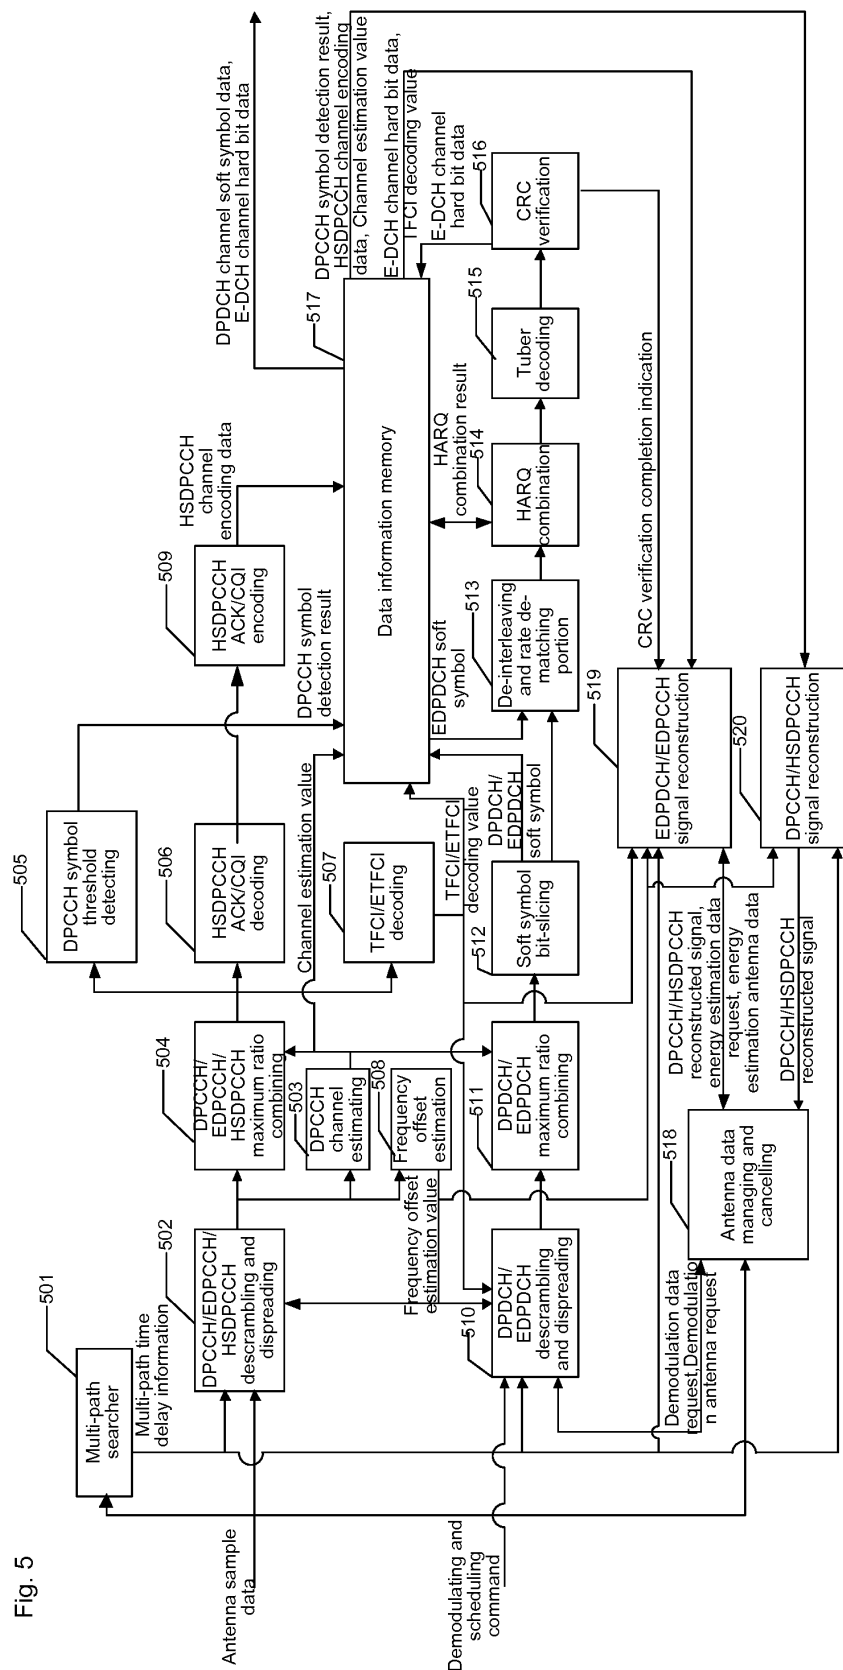 Fig. 5
Antenna sample
data
Demodulating and
scheduling
command
501
Multi-path
searcher
Multi-path time
delay information
502
DPCCH/EDPCCH/
HSDPCCH
descrambling and
dispreading
503
DPCCH
channel
estimating
504
DPCCH/
EDPCCH/
HSDPCCH
maximum ratio
combining
505
DPCCH symbol
threshold
detecting
506
HSDPCCH
ACK/CQI
decoding
507
TFCI/ETFCI
decoding
508
Frequency
offset
estimation
Frequency offset
estimation value
509
HSDPCCH
ACK/CQI
encoding
HSDPCCH
channel
encoding data
DPCCH symbol
detection result
Channel estimation value
TFCI/ETFCI
decoding value
510
DPDCH/
EDPDCH
descrambling
and dispreading
511
DPDCH/
EDPDCH
maximum ratio
combining
512
Soft symbol
bit-slicing
DPDCH/
EDPDCH
soft symbol
EDPDCH soft
symbol
513
De-interleaving
and rate de-
matching
portion
514
HARQ
combination
HARQ
combination result
515
Tuber
decoding
516
CRC
verification
E-DCH channel
hard bit data
517
Data information memory
DPDCH channel soft symbol data,
E-DCH channel hard bit data
DPCCH symbol detection result,
HSDPCCH channel encoding
data, Channel estimation value
E-DCH channel hard bit data,
TFCI decoding value
CRC verification completion indication
518
Antenna data
managing and
cancelling
Demodulation data
request,Demodulatio
n antenna request
DPCCH/HSDPCCH
reconstructed signal,
energy estimation data
request, energy
estimation antenna data
DPCCH/HSDPCCH
reconstructed signal
519
EDPDCH/EDPCCH
signal reconstruction
520
DPCCH/HSDPCCH
signal reconstruction